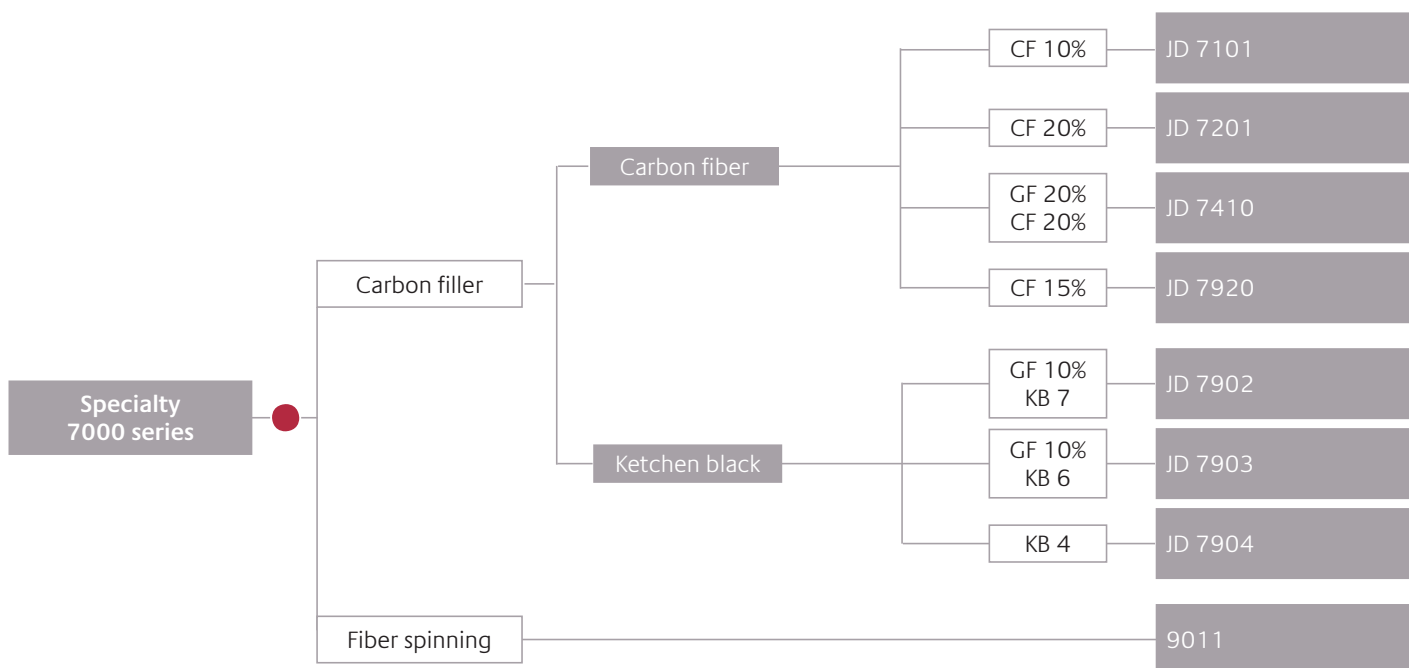 CF 10%
JD 7101
CF 20%
JD 7201
Carbon fiber
GF 20%
CF 20%
JD 7410
Carbon filler
CF 15%
JD 7920
GF 10%
KB 7
JD 7902
Specialty
7000 series
Ketchen black
GF 10%
KB 6
JD 7903
KB 4
JD 7904
Fiber spinning
9011